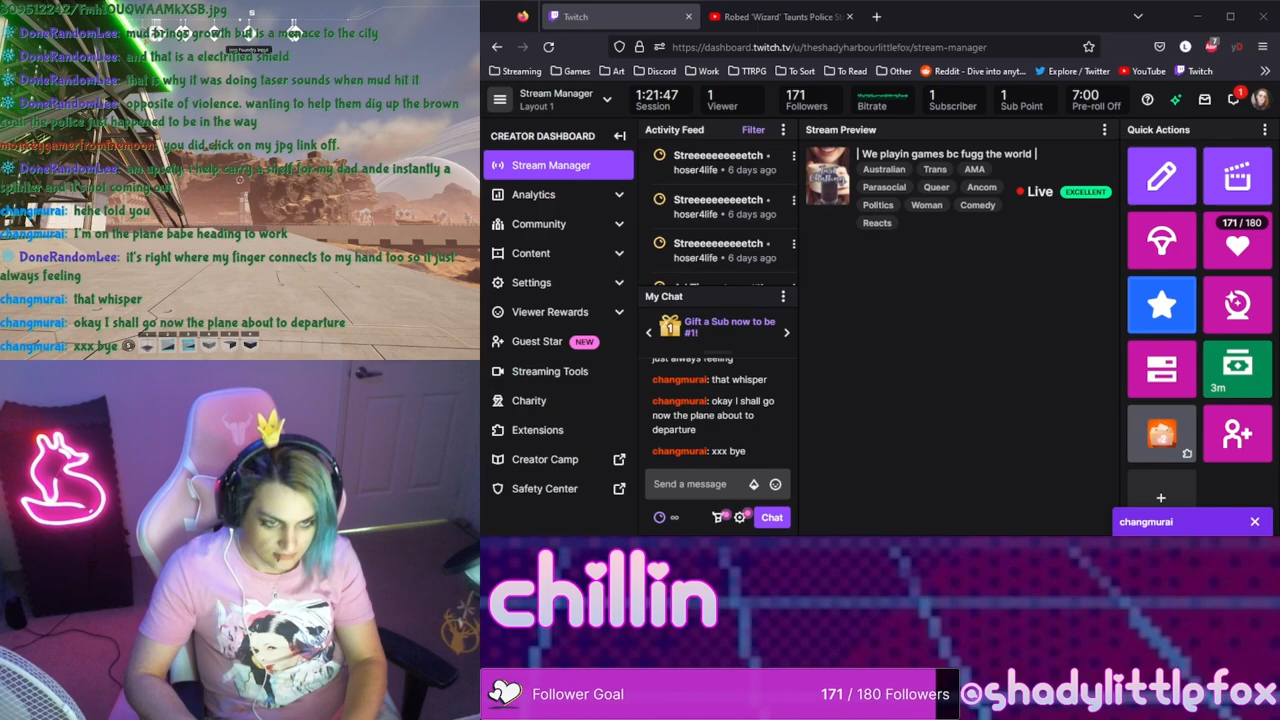 309512242/Fmh1OUQWAAMkXSB.jpg
DoneRandomLee: mud brings growth but is a menace to the city
DoneRandomLee: and that is a electrified shield
DoneRandomLee: That is why it was doing laser sounds when mud hit it
DoneRandomLee: opposite of violence. wanting to help them dig up the brown
coal the police just happened to be in the way
monkeygamerfromthemoon: you did click on my jpg link off.
DoneRandomLee: am upsety. I help carry a shelf for my dad ande instantly a
splinter and it's not coming out
changmurai: hehe told you
changmurai: I'm on the plane babe heading to work
DoneRandomLee: it's right where my finger connects to my hand too so it just
always feeling
changmurai: that whisper
changmurai: okay I shall go now the plane about to departure
changmurai: xxx bye
S
Twitch
Robed 'Wizard' Taunts Police St
https://dashboard.twitch.tv/u/theshadyharbourlittlefox/stream-manager
Streaming
Games
Art
Discord
Work
TTRPG
To Sort
To Read
Other
Reddit - Dive into anyt...
Explore / Twitter
YouTube
Twitch
Stream Manager
Layout 1
1:21:47
Session
1
Viewer
171
Followers
Bitrate
1
Subscriber
1
Sub Point
7:00
Pre-roll Off
1
CREATOR DASHBOARD
Stream Manager
Analytics
Community
Content
Settings
Viewer Rewards
Guest Star NEW
Streaming Tools
Charity
Extensions
Creator Camp
Safety Center
Activity Feed
Filter
Streeeeeeeeetch •
hoser4life • 6 days ago
Streeeeeeeeetch •
hoser4life • 6 days ago
Streeeeeeeeetch •
hoser4life • 6 days ago
My Chat
1
Gift a Sub now to be
#1!
just always feeling
changmurai: that whisper
changmurai: okay I shall go
now the plane about to
departure
changmurai: xxx bye
Send a message
Chat
Stream Preview
| We playin games bc fugg the world |
Australian
Trans
AMA
Parasocial
Queer
Ancom
Politics
Woman
Comedy
Reacts
Live
EXCELLENT
Quick Actions
171 / 180
3m
+
changmurai
chillin
Follower Goal
171 / 180 Followers
@shadylittlefox